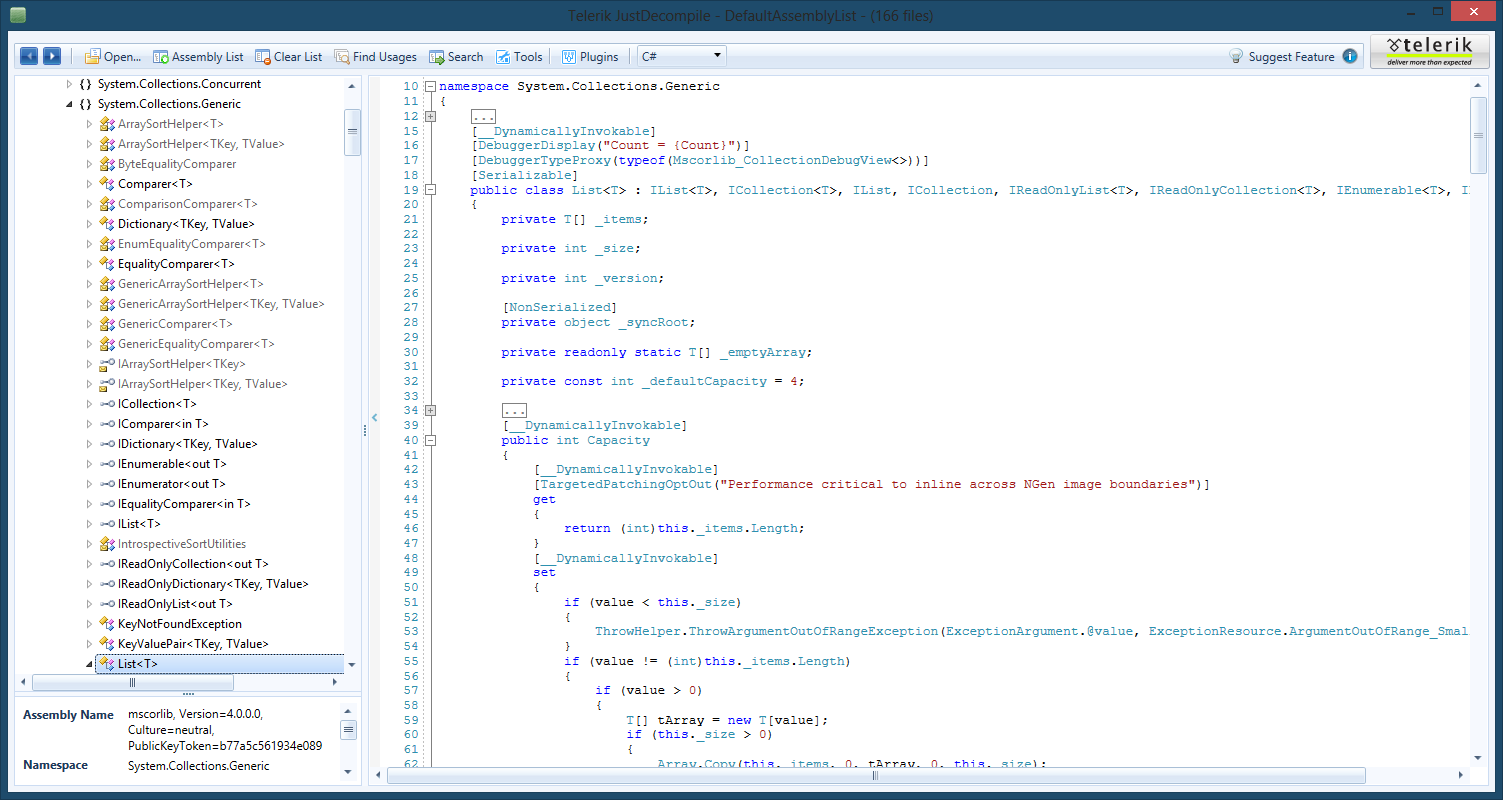 Telerik JustDecompile - DefaultAssemblyList - (166 files)
Open... Assembly List Clear List Find Usages Search Tools Plugins C# Suggest Feature
telerik
deliver more than expected
{} System.Collections.Concurrent
{} System.Collections.Generic
ArraySortHelper<T>
ArraySortHelper<TKey, TValue>
ByteEqualityComparer
Comparer<T>
ComparisonComparer<T>
Dictionary<TKey, TValue>
EnumEqualityComparer<T>
EqualityComparer<T>
GenericArraySortHelper<T>
GenericArraySortHelper<TKey, TValue>
GenericComparer<T>
GenericEqualityComparer<T>
IArraySortHelper<TKey>
IArraySortHelper<TKey, TValue>
ICollection<T>
IComparer<in T>
IDictionary<TKey, TValue>
IEnumerable<out T>
IEnumerator<out T>
IEqualityComparer<in T>
IList<T>
IntrospectiveSortUtilities
IReadOnlyCollection<out T>
IReadOnlyDictionary<TKey, TValue>
IReadOnlyList<out T>
KeyNotFoundException
KeyValuePair<TKey, TValue>
List<T>
Assembly Name mscorlib, Version=4.0.0.0,
Culture=neutral,
PublicKeyToken=b77a5c561934e089
Namespace System.Collections.Generic
10 namespace System.Collections.Generic
11 {
12 ...
15 [__DynamicallyInvokable]
16 [DebuggerDisplay("Count = {Count}")]
17 [DebuggerTypeProxy(typeof(Mscorlib_CollectionDebugView<>))]
18 [Serializable]
19 public class List<T> : IList<T>, ICollection<T>, IList, ICollection, IReadOnlyList<T>, IReadOnlyCollection<T>, IEnumerable<T>, I
20 {
21 private T[] _items;
22
23 private int _size;
24
25 private int _version;
26
27 [NonSerialized]
28 private object _syncRoot;
29
30 private readonly static T[] _emptyArray;
31
32 private const int _defaultCapacity = 4;
33
34 ...
39 [__DynamicallyInvokable]
40 public int Capacity
41 {
42 [__DynamicallyInvokable]
43 [TargetedPatchingOptOut("Performance critical to inline across NGen image boundaries")]
44 get
45 {
46 return (int)this._items.Length;
47 }
48 [__DynamicallyInvokable]
49 set
50 {
51 if (value < this._size)
52 {
53 ThrowHelper.ThrowArgumentOutOfRangeException(ExceptionArgument.@value, ExceptionResource.ArgumentOutOfRange_Smal
54 }
55 if (value != (int)this._items.Length)
56 {
57 if (value > 0)
58 {
59 T[] tArray = new T[value];
60 if (this._size > 0)
61 {
62 Array.Copy(this._items, 0, tArray, 0, this._size);